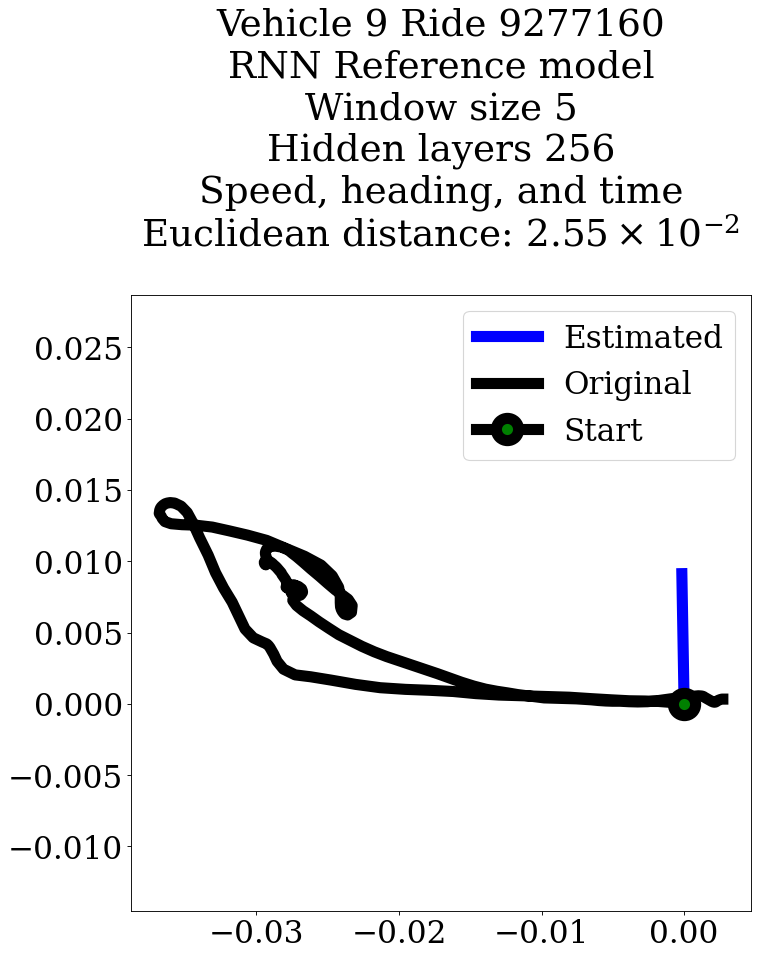 Vehicle 9 Ride 9277160
RNN Reference model
Window size 5
Hidden layers 256
Speed, heading, and time
Euclidean distance: 2.55 × 10⁻²
Estimated
Original
Start
0.025
0.020
0.015
0.010
0.005
0.000
−0.005
−0.010
−0.03 −0.02 −0.01 0.00